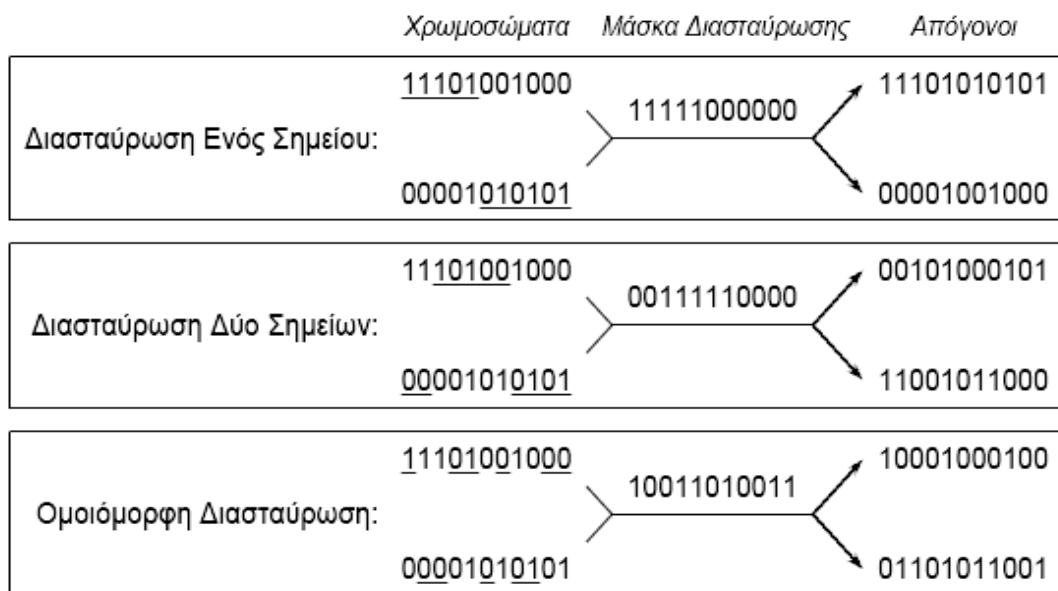 Χρωμοσώματα Μάσκα Διασταύρωσης Απόγονοι
11101001000 11101010101
11111000000
Διασταύρωση Ενός Σημείου:
00001010101 00001001000
11101001000 00101000101
00111110000
Διασταύρωση Δύο Σημείων:
00001010101 11001011000
11101001000 10001000100
10011010011
Ομοιόμορφη Διασταύρωση:
00001010101 01101011001